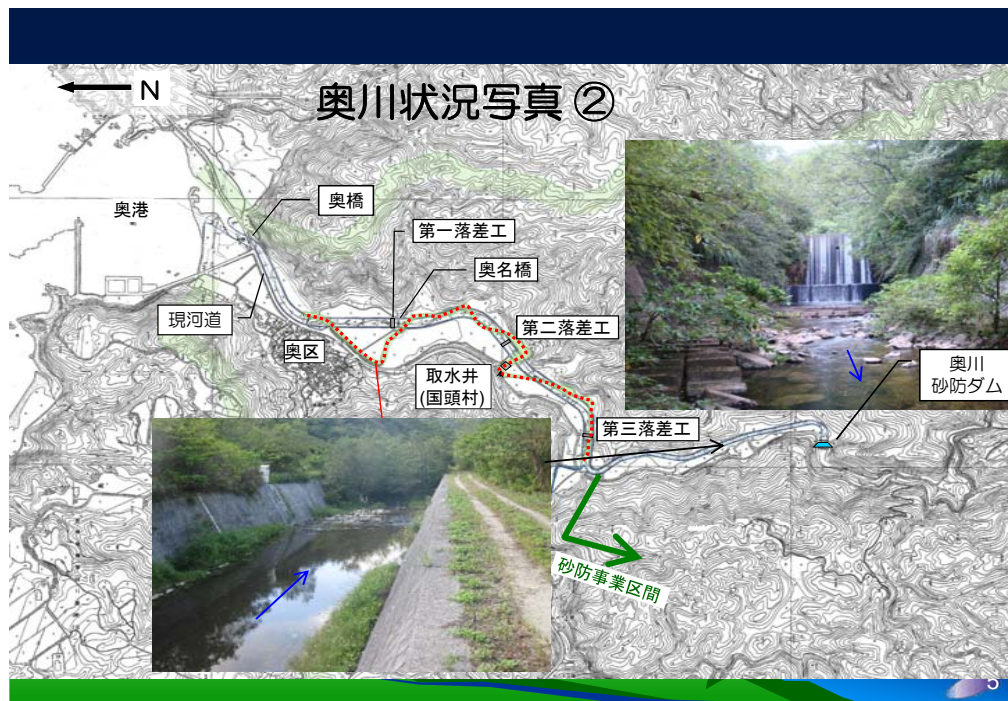 N
奥川状況写真②
奥港
奥橋
第一落差工
奥名橋
現河道
奥区
第二落差工
取水井
(国頭村)
奥川
砂防ダム
第三落差工
砂防事業区間
5